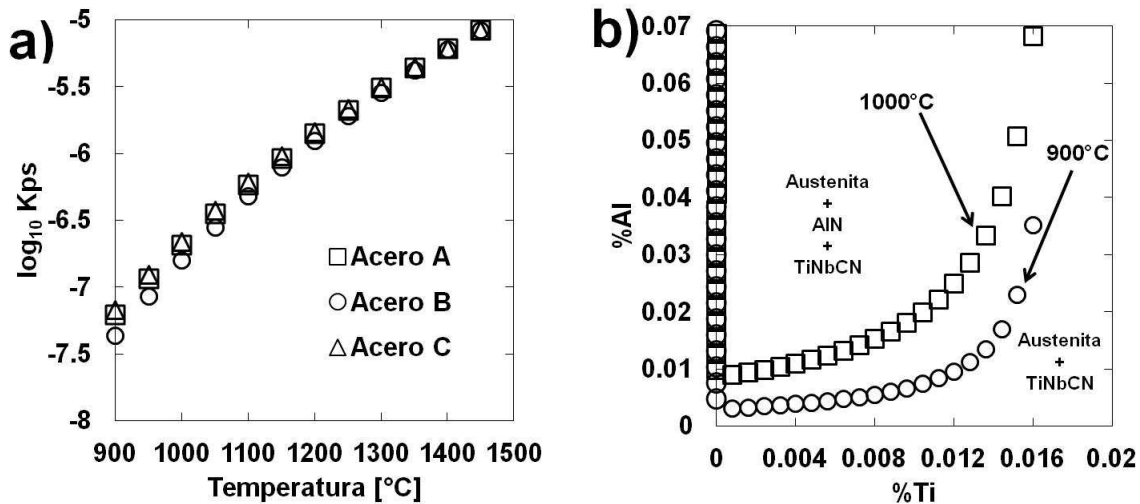 a)
-5
-5.5
-6
-6.5
-7
-7.5
-8
log10 Kps
Acero A
Acero B
Acero C
900 1000 1100 1200 1300 1400 1500
Temperatura [°C]
b)
0.07
0.06
0.05
0.04
0.03
0.02
0.01
0
%Al
1000°C
900°C
Austenita
+
AlN
+
TiNbCN
Austenita
+
TiNbCN
0 0.004 0.008 0.012 0.016 0.02
%Ti